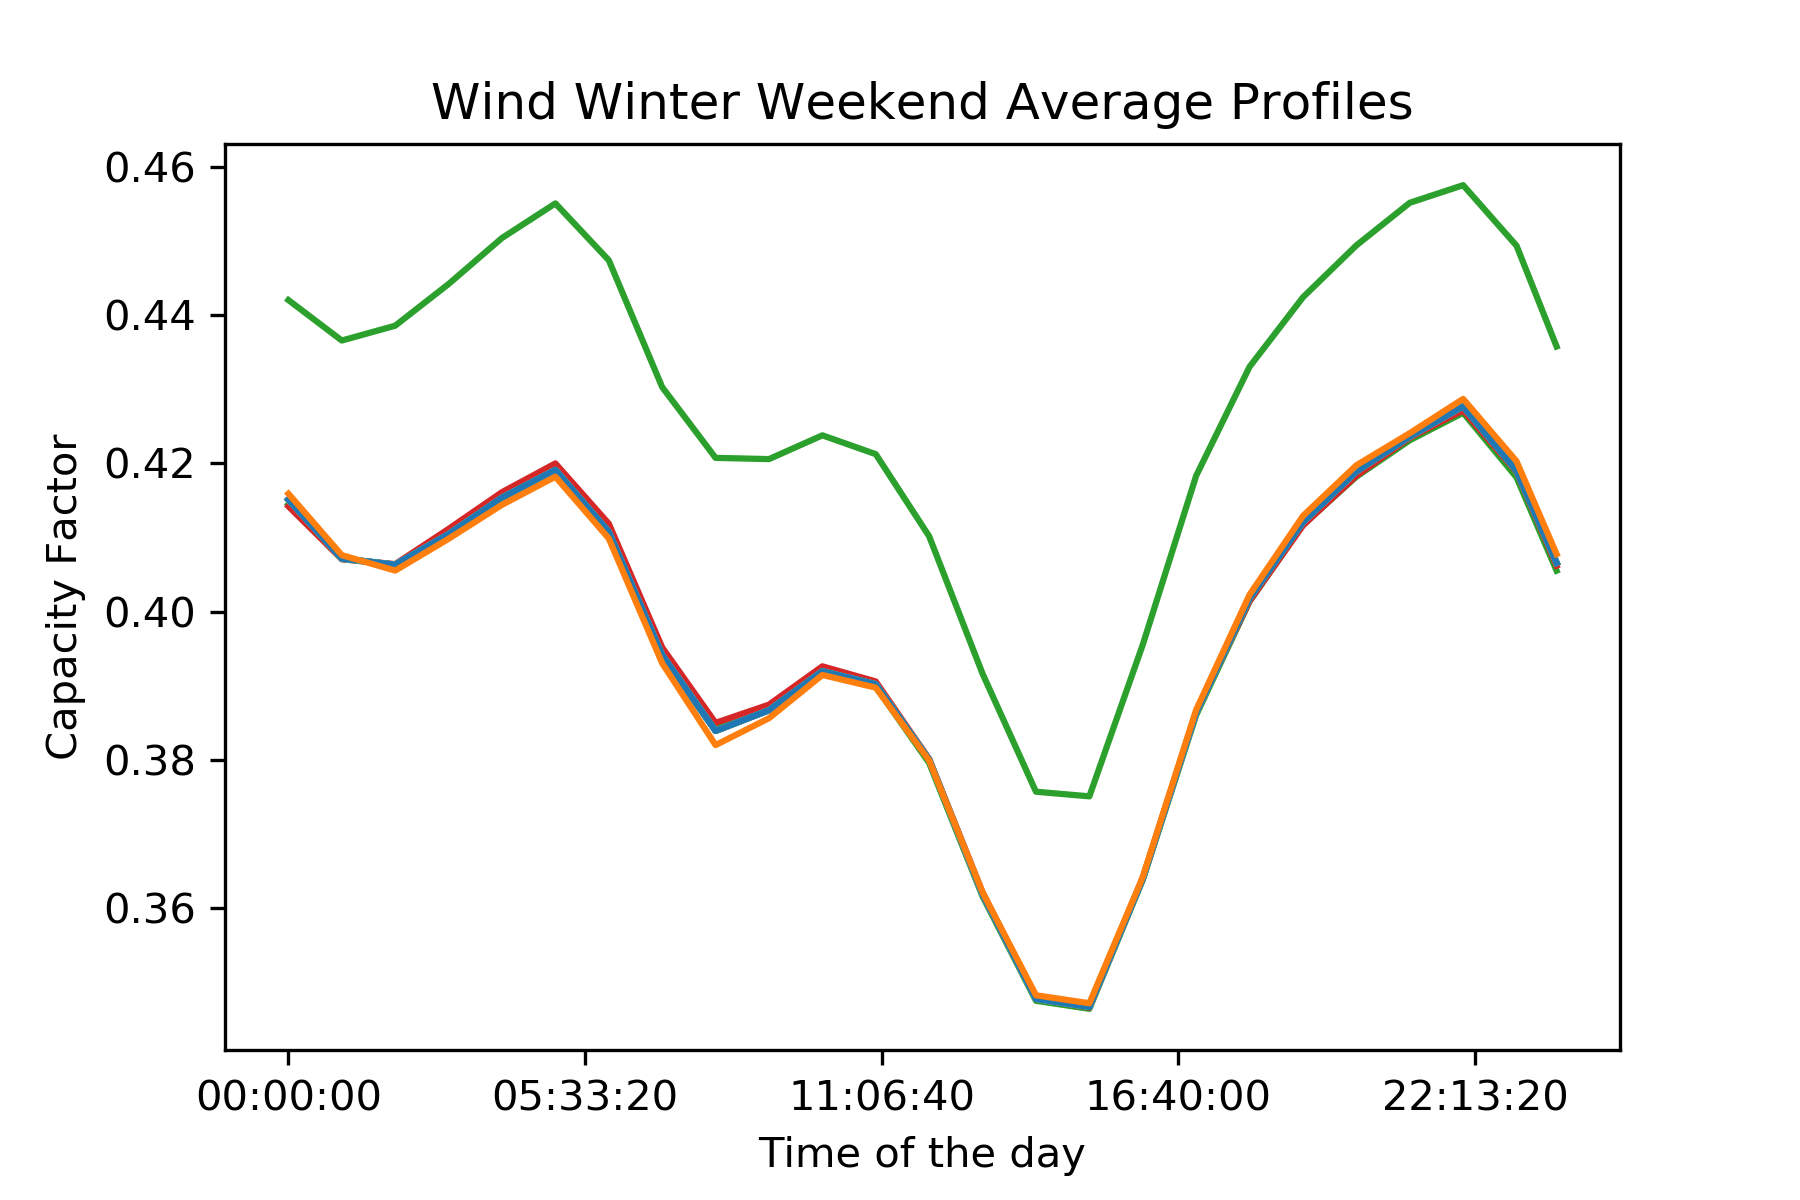 Wind Winter Weekend Average Profiles
0.46
0.44
0.42
0.40
0.38
0.36
Capacity Factor
00:00:00 05:33:20 11:06:40 16:40:00 22:13:20
Time of the day